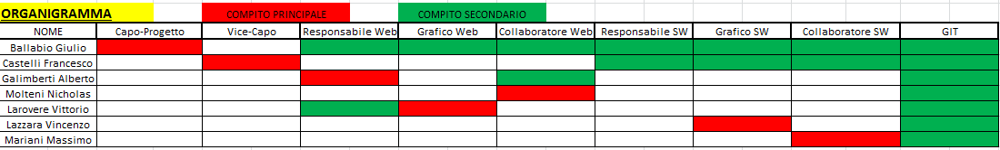 ORGANIGRAMMA COMPITO PRINCIPALE COMPITO SECONDARIO
NOME Capo-Progetto Vice-Capo Responsabile Web Grafico Web Collaboratore Web Responsabile SW Grafico SW Collaboratore SW GIT
Ballabio Giulio
Castelli Francesco
Galimberti Alberto
Molteni Nicholas
Larovere Vittorio
Lazzara Vincenzo
Mariani Massimo